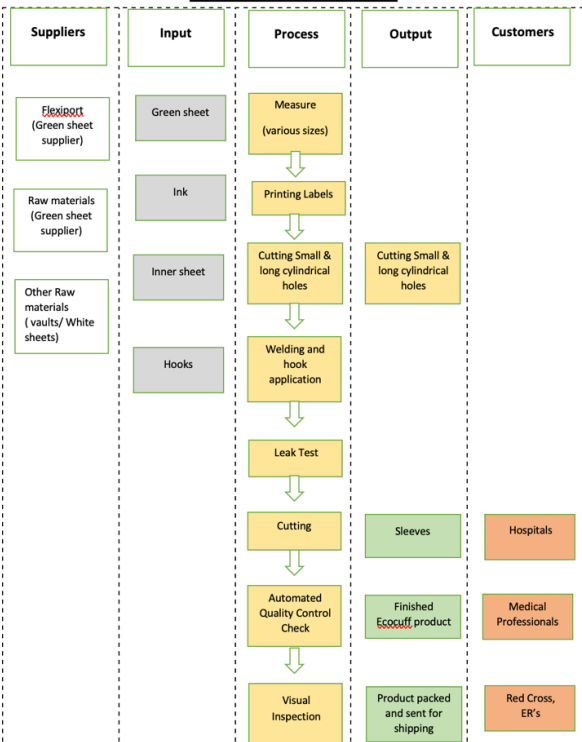 Suppliers
Input
Process
Output
Customers
Flexiport
(Green sheet
supplier)
Raw materials
(Green sheet
supplier)
Other Raw
materials
( vaults/ White
sheets)
Green sheet
Ink
Inner sheet
Hooks
Measure
(various sizes)
Printing Labels
Cutting Small &
long cylindrical
holes
Welding and
hook
application
Leak Test
Cutting
Automated
Quality Control
Check
Visual
Inspection
Cutting Small &
long cylindrical
holes
Sleeves
Finished
Ecocuff product
Product packed
and sent for
shipping
Hospitals
Medical
Professionals
Red Cross,
ER's